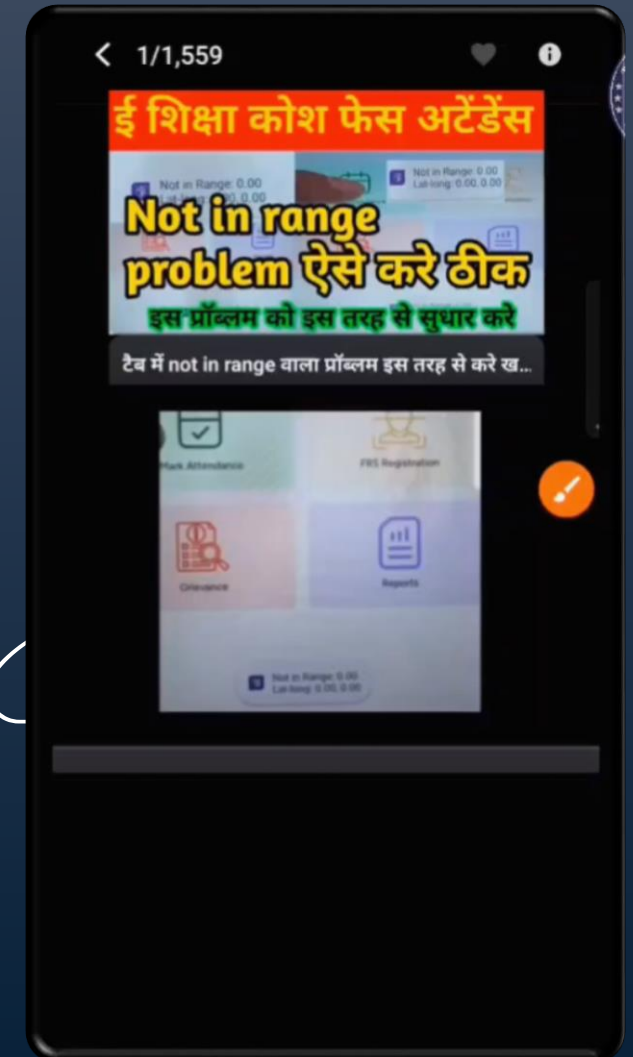 1/1,559
ई शिक्षा कोश फेस अटेंडेंस
Not in Range: 0.00
Not in Range: 0.00
Lat-long: 0.00, 0.00
Not in range
problem ऐसे करे ठीक
इस प्रॉब्लम को इस तरह से सुधार करे
टैब में not in range वाला प्रॉब्लम इस तरह से करे ख...
Mark Attendance
FRS Registration
Grievance
Reports
Not in Range: 0.00
Lat-long: 0.00, 0.00